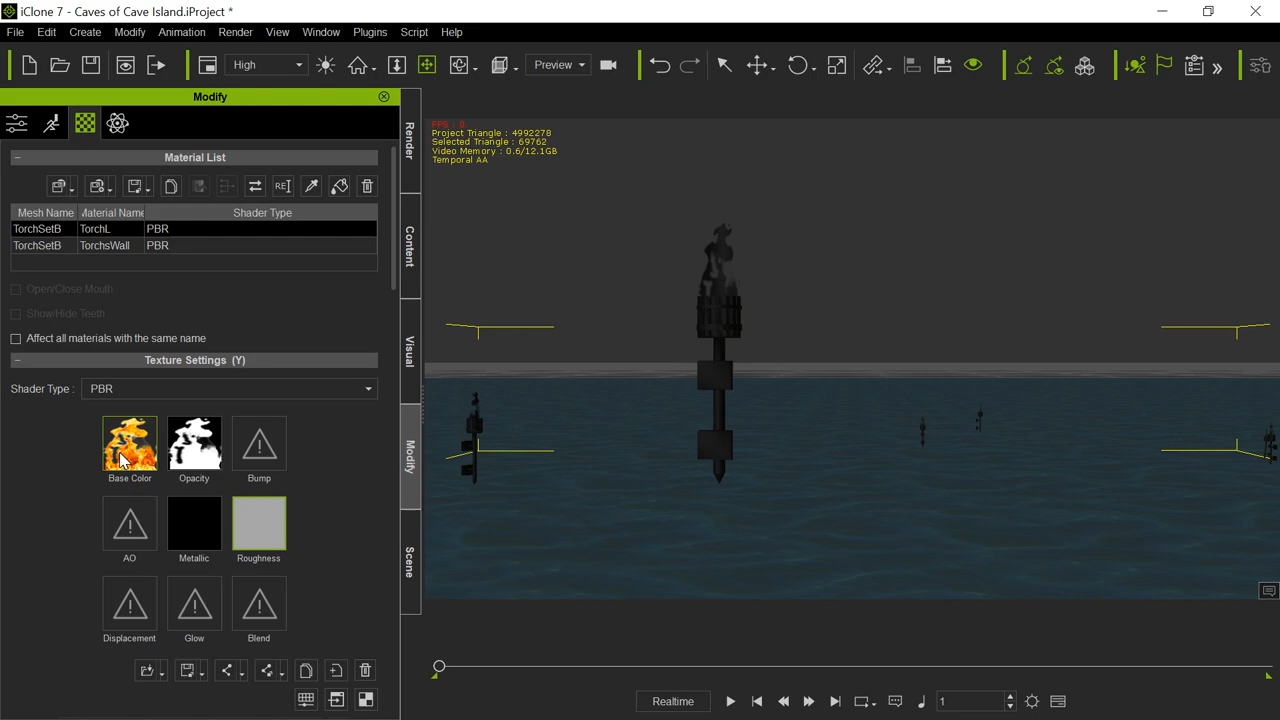 iClone 7 - Caves of Cave Island.iProject *
File Edit Create Modify Animation Render View Window Plugins Script Help
High
Preview
Modify
Render
Content
Visual
Modify
Scene
Material List
RE
Mesh Name Material Name Shader Type
TorchSetB TorchL PBR
TorchSetB TorchsWall PBR
Open/Close Mouth
Show/Hide Teeth
Affect all materials with the same name
Texture Settings (Y)
Shader Type : PBR
Base Color Opacity Bump
AO Metallic Roughness
Displacement Glow Blend
FPS : 0
Project Triangle : 4992278
Selected Triangle : 69762
Video Memory : 0.6/12.1GB
Temporal AA
Realtime
1